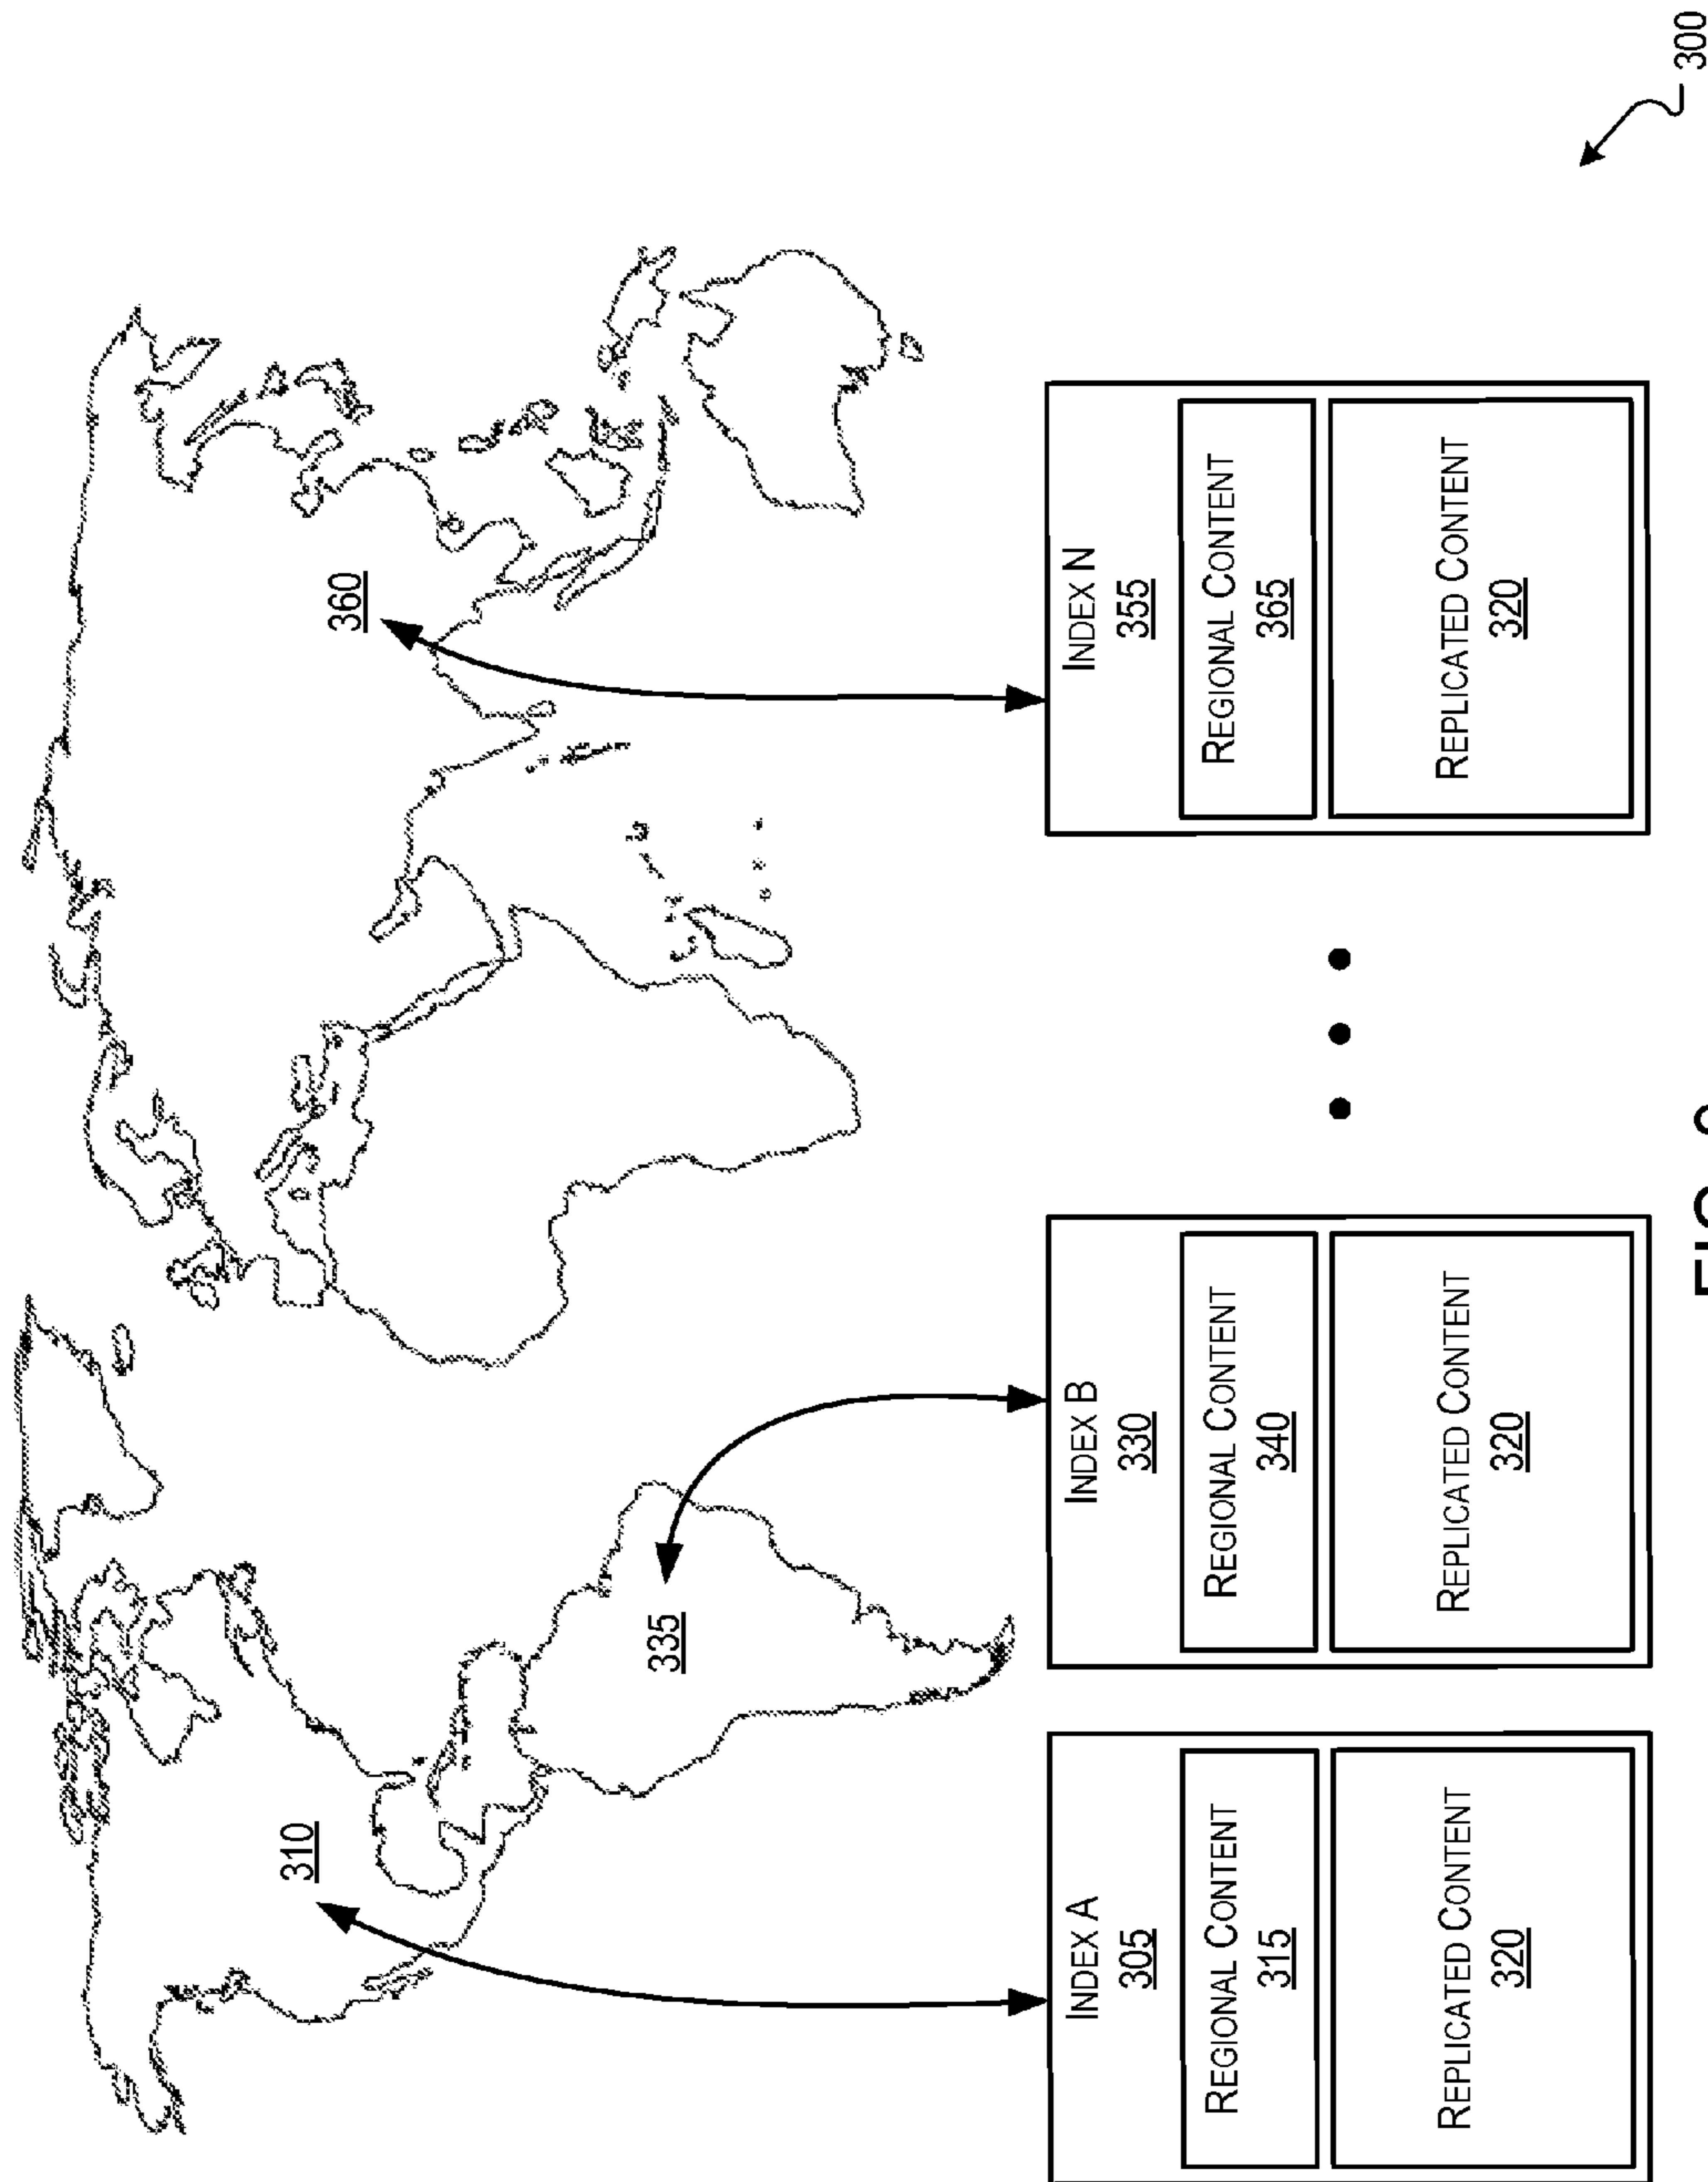 310
335
360
INDEX A
305
REGIONAL CONTENT
315
REPLICATED CONTENT
320
INDEX B
330
REGIONAL CONTENT
340
REPLICATED CONTENT
320
INDEX N
355
REGIONAL CONTENT
365
REPLICATED CONTENT
320
300
FIG.